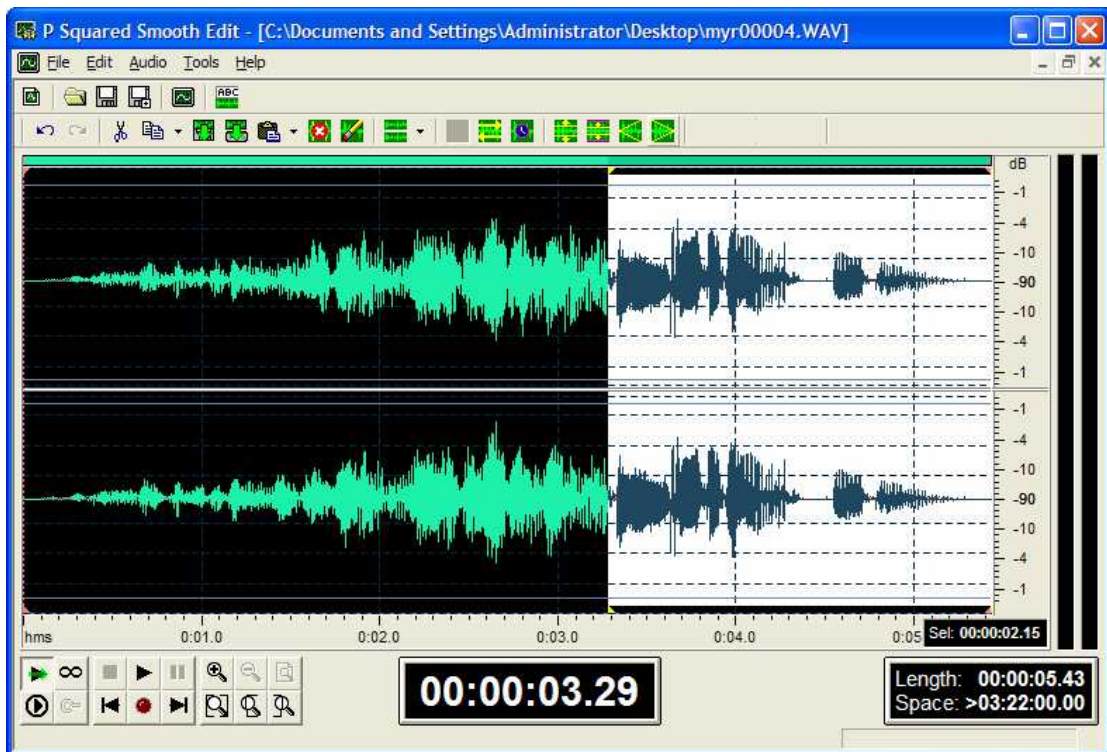 P Squared Smooth Edit - [C:\Documents and Settings\Administrator\Desktop\myr00004.WAV]
File Edit Audio Tools Help
ABC
dB
-1
-4
-10
-90
-10
-4
-1
-1
-4
-10
-90
-10
-4
-1
hms 0:01.0 0:02.0 0:03.0 0:04.0 0:05 Sel: 00:00:02.15
00:00:03.29
Length: 00:00:05.43
Space: >03:22:00.00